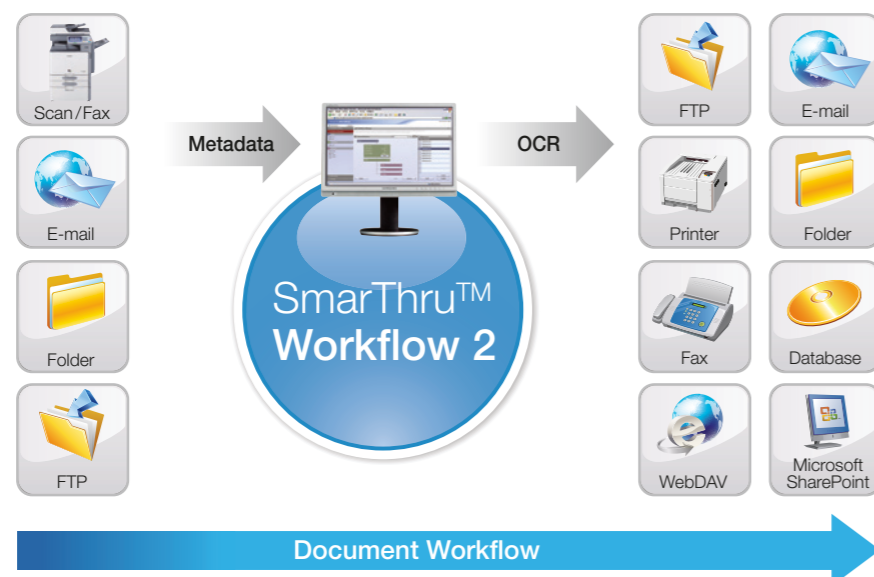 Scan/Fax
E-mail
Folder
FTP
Metadata
SmarThru™
Workflow 2
OCR
FTP
E-mail
Printer
Folder
Fax
Database
WebDAV
Microsoft
SharePoint
Document Workflow